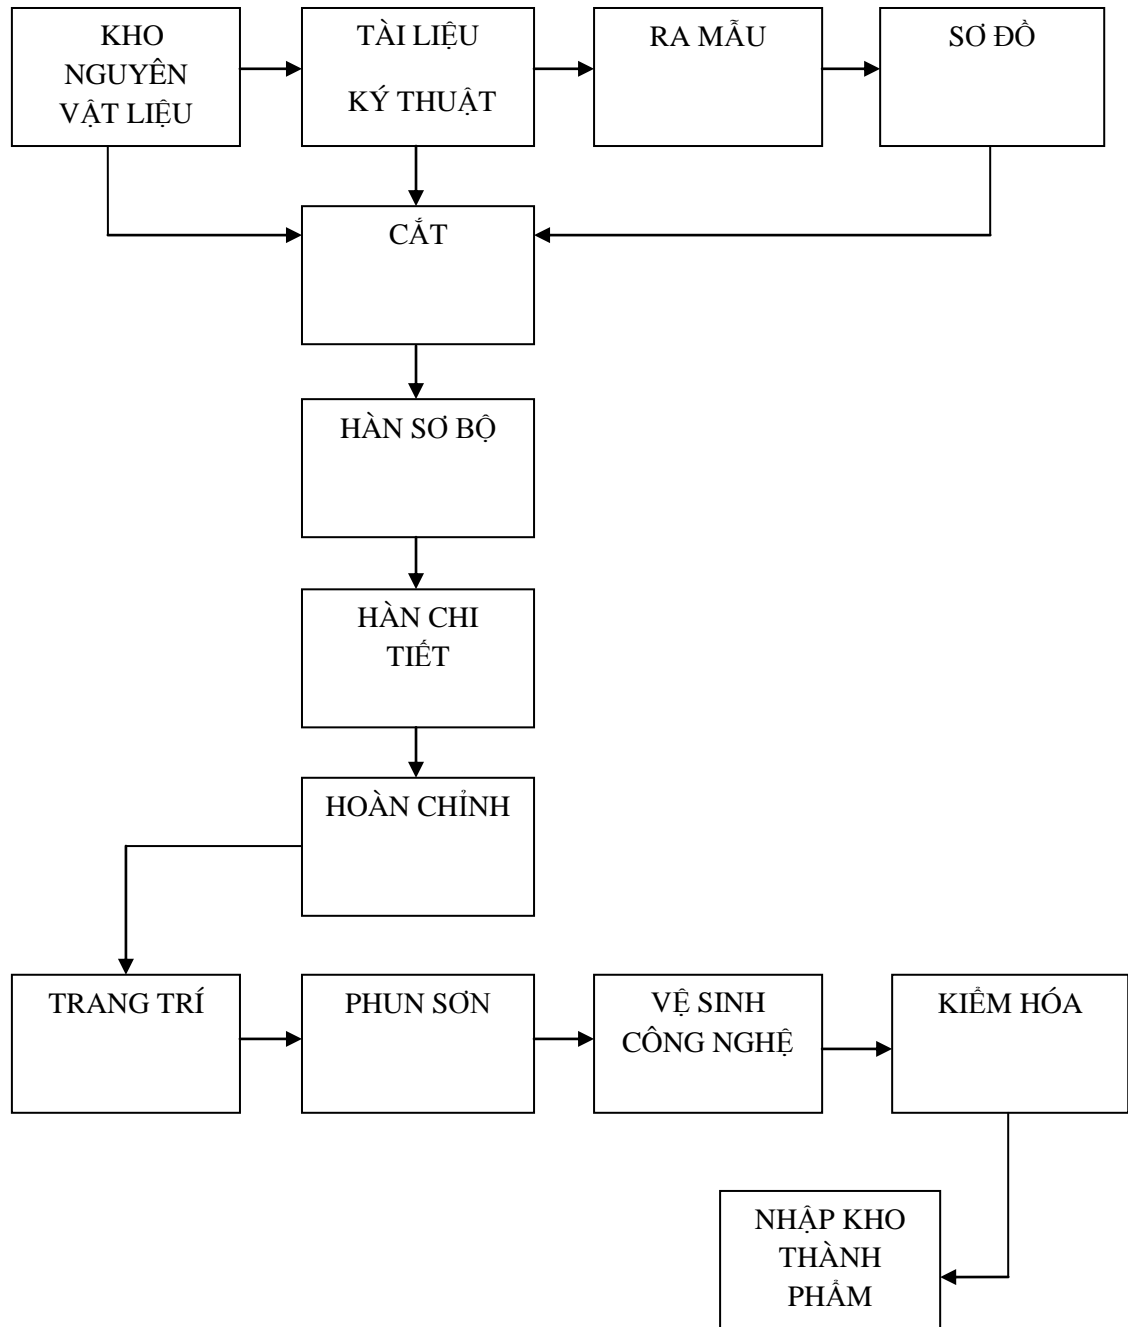 KHO
NGUYÊN
VẬT LIỆU
TÀI LIỆU
KÝ THUẬT
RA MẪU
SƠ ĐỒ
CẮT
HÀN SƠ BỘ
HÀN CHI
TIẾT
HOÀN CHỈNH
TRANG TRÍ
PHUN SƠN
VỆ SINH
CÔNG NGHỆ
KIỂM HÓA
NHẬP KHO
THÀNH
PHẨM